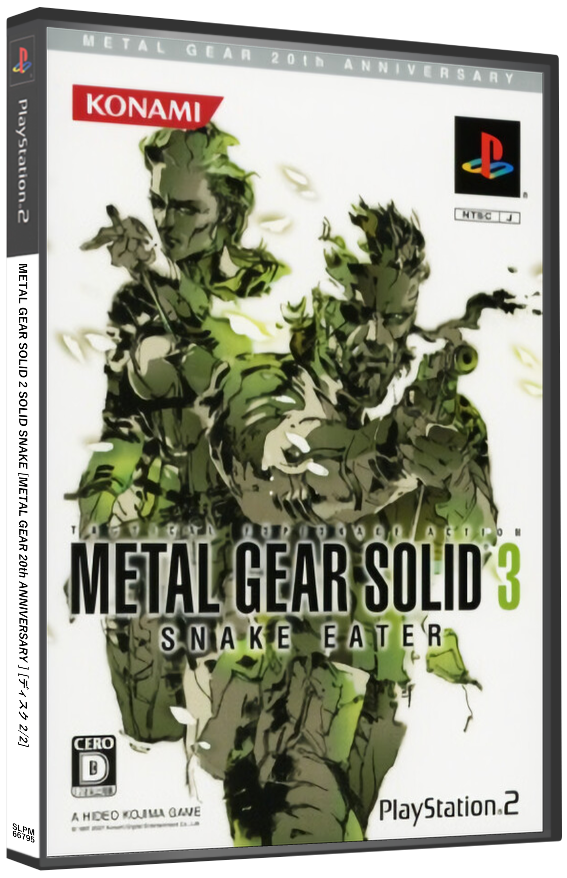 PlayStation.2
METAL GEAR SOLID 2 SOLID SNAKE [METAL GEAR 20th ANNIVERSARY ] [ディスク 2/2]
SLPM
66795
METAL GEAR 20th ANNIVERSARY
KONAMI
NTSC J
TACTICAL ESPIONAGE ACTION
METAL GEAR SOLID 3
SNAKE EATER
CERO
D
A HIDEO KOJIMA GAME
PlayStation.2